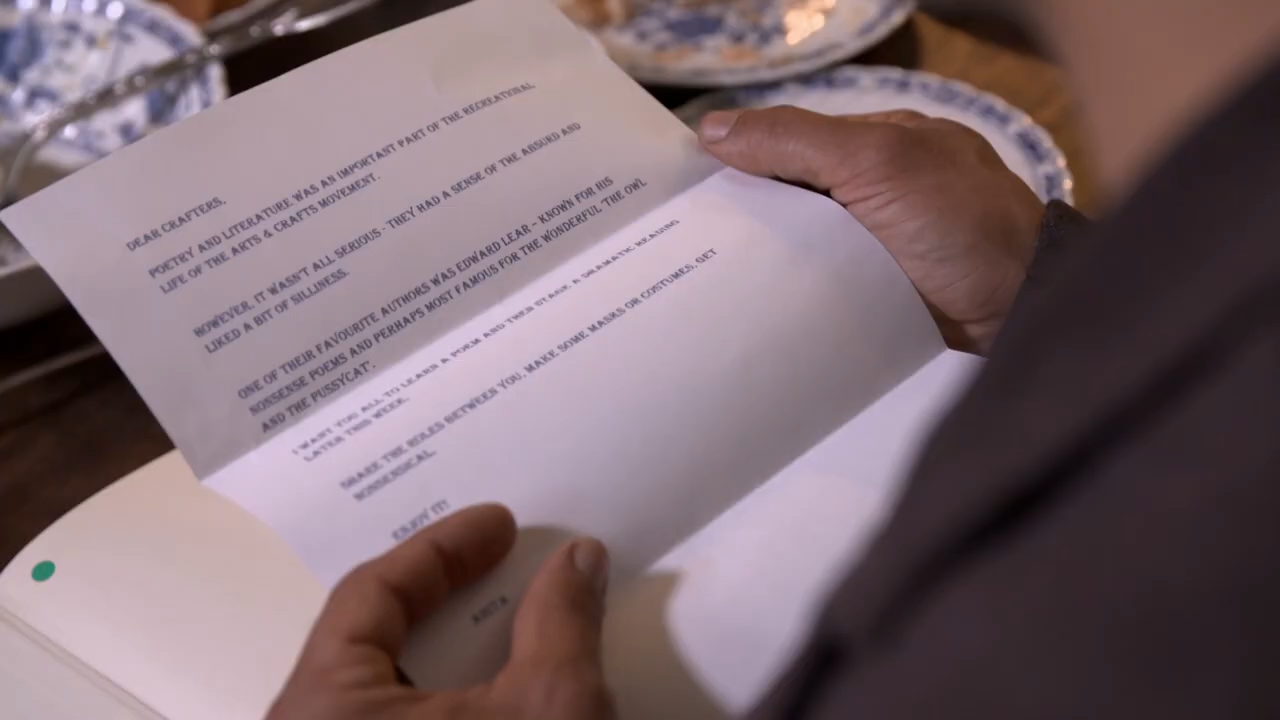 DEAR CRAFTERS,
POETRY AND LITERATURE WAS AN IMPORTANT PART OF THE RECREATIONAL
LIFE OF THE ARTS & CRAFTS MOVEMENT.
HOWEVER, IT WASN'T ALL SERIOUS - THEY HAD A SENSE OF THE ABSURD AND
LIKED A BIT OF SILLINESS.
ONE OF THEIR FAVOURITE AUTHORS WAS EDWARD LEAR - KNOWN FOR HIS
NONSENSE POEMS AND PERHAPS MOST FAMOUS FOR THE WONDERFUL 'THE OWL
AND THE PUSSYCAT'.
I WANT YOU ALL TO LEARN A POEM AND THEN STAGE A DRAMATIC READING
LATER THIS WEEK.
SHARE THE ROLES BETWEEN YOU, MAKE SOME MASKS OR COSTUMES, GET
NONSENSICAL.
ENJOY IT!
ANITA